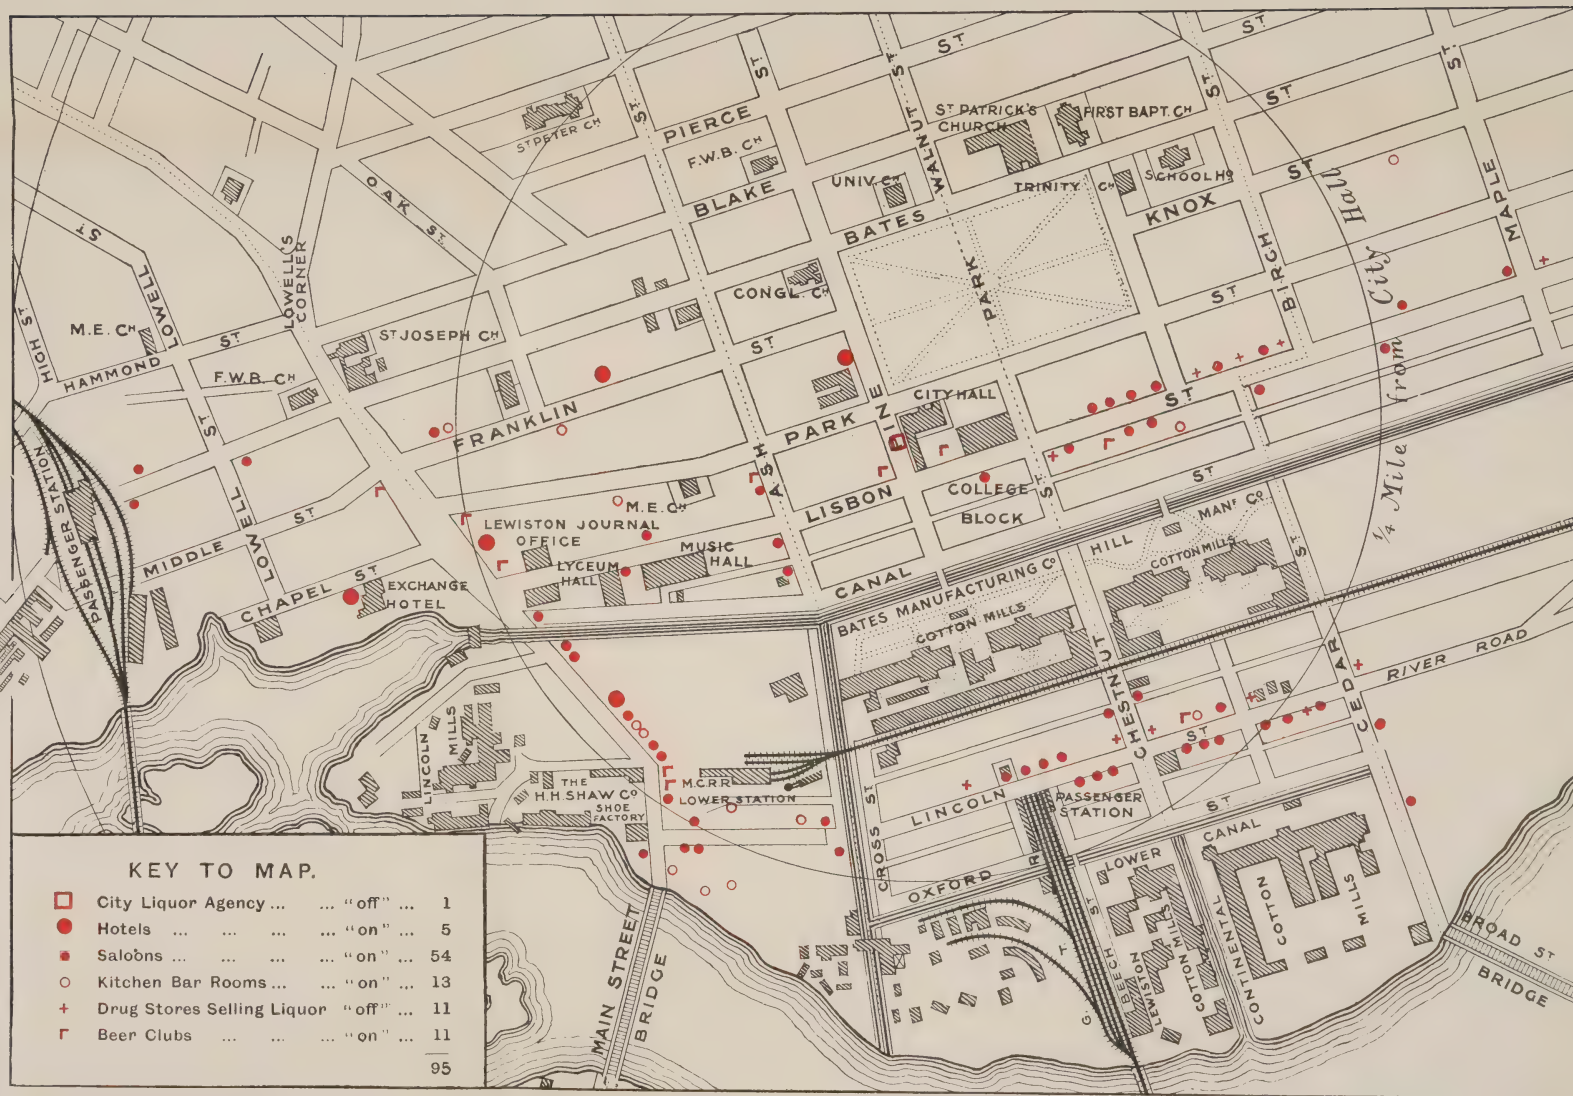 ST
ST
ST
ST
ST
ST
ST
PIERCE
ST PETER CH
F.W.B. CH
BLAKE
OAK ST
ST PATRICK'S
CHURCH
FIRST BAPT. CH
WALNUT
UNIV. CH
TRINITY CH
SCHOOL HO
ST
BATES
KNOX
MAPLE
BIRCH
ST
PARK
CONGL. CH
ST
LOWELL'S
CORNER
LOWELL
ST
HIGH ST
M.E. CH
HAMMOND
ST
ST JOSEPH CH
F.W.B. CH
FRANKLIN
PARK
PINE
CITY HALL
ST
ASH
LISBON
COLLEGE
BLOCK
ST
ST
¼ Mile from City Hall
PASSENGER STATION
ST
LOWELL
MIDDLE
ST
CHAPEL
ST
EXCHANGE
HOTEL
LEWISTON JOURNAL
OFFICE
M.E. CH
LYCEUM
HALL
MUSIC
HALL
CANAL
BATES MANUFACTURING CO
COTTON MILLS
HILL
MANF CO
COTTON MILLS
ST
CHESTNUT
CEDAR
RIVER ROAD
LINCOLN
MILLS
THE
H.H. SHAW CO
SHOE
FACTORY
M.C.R.R.
LOWER STATION
CROSS ST
LINCOLN
ST
PASSENGER
STATION
ST
OXFORD
CANAL
LOWER
G. T. R
BEECH
ST
LEWISTON
COTTON MILLS
CONTINENTAL
COTTON
MILLS
BROAD ST
BRIDGE
MAIN STREET
BRIDGE
KEY TO MAP.
City Liquor Agency ... ... "off" ... 1
Hotels ... ... ... ... "on" ... 5
Saloons ... ... ... ... "on" ... 54
Kitchen Bar Rooms ... ... "on" ... 13
Drug Stores Selling Liquor "off" ... 11
Beer Clubs ... ... ... "on" ... 11
95